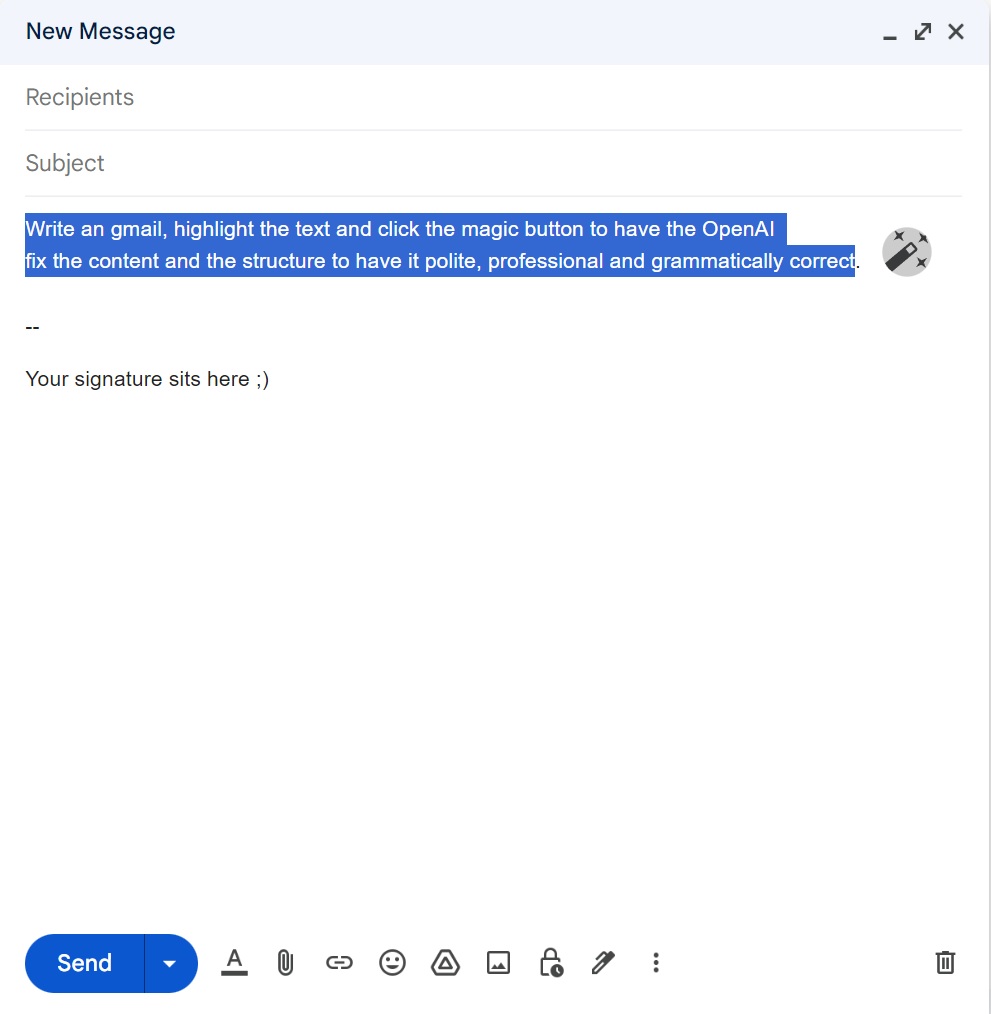 New Message
Recipients
Subject
Write an gmail, highlight the text and click the magic button to have the OpenAI
fix the content and the structure to have it polite, professional and grammatically correct.
--
Your signature sits here ;)
Send
A